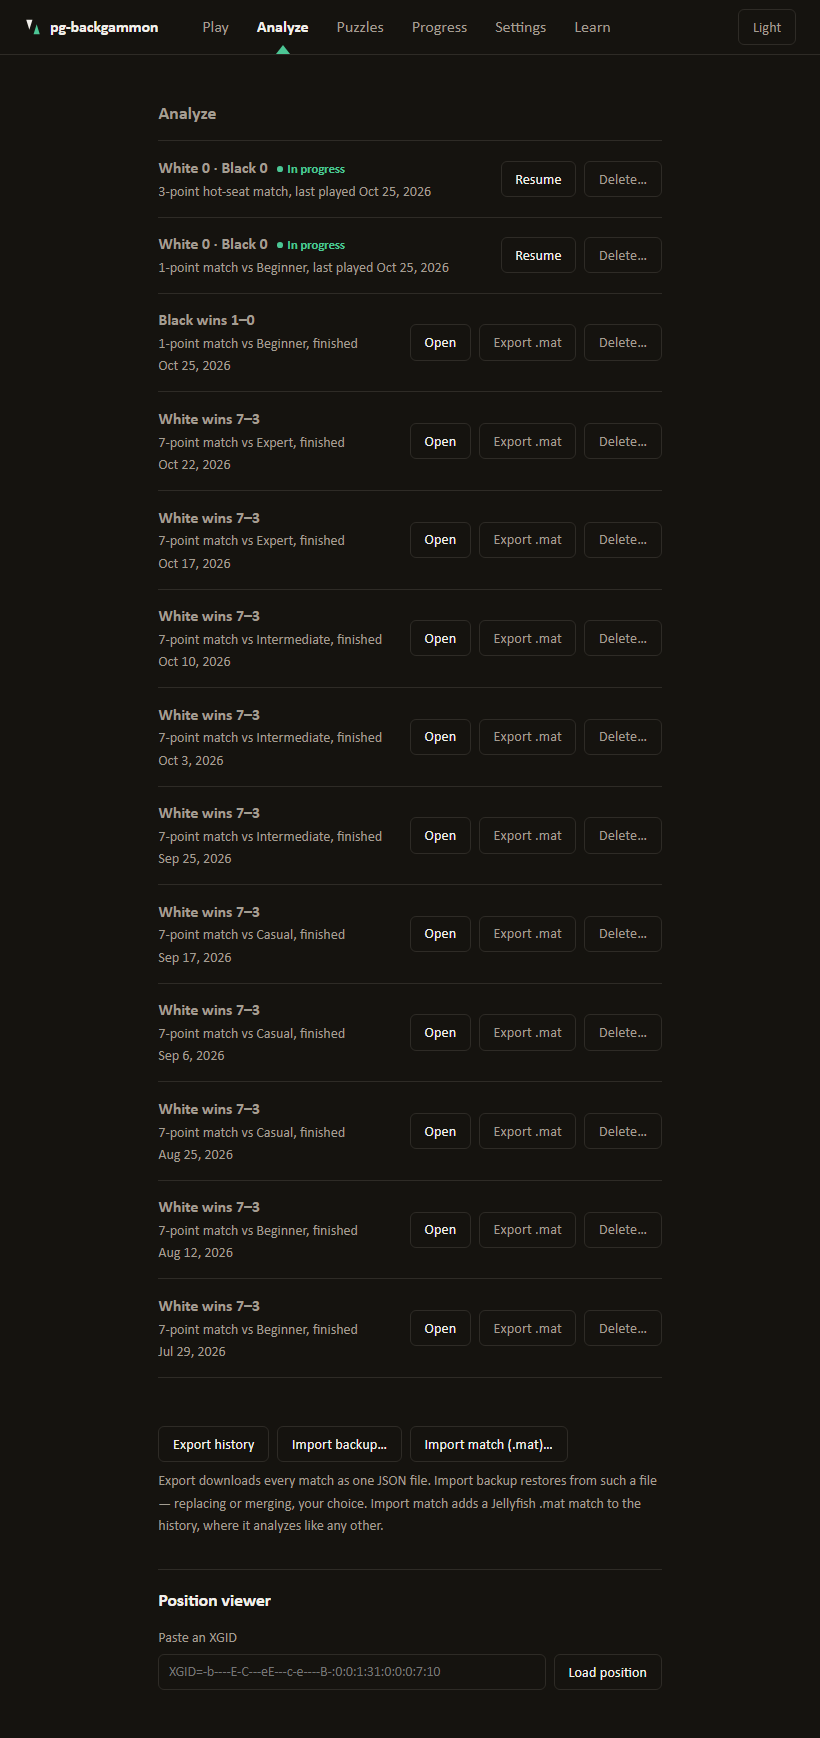 pg-backgammon Play Analyze Puzzles Progress Settings Learn Light
Analyze
White 0 · Black 0 In progress
3-point hot-seat match, last played Oct 25, 2026
Resume Delete...
White 0 · Black 0 In progress
1-point match vs Beginner, last played Oct 25, 2026
Resume Delete...
Black wins 1–0
1-point match vs Beginner, finished
Oct 25, 2026
Open Export .mat Delete...
White wins 7–3
7-point match vs Expert, finished
Oct 22, 2026
Open Export .mat Delete...
White wins 7–3
7-point match vs Expert, finished
Oct 17, 2026
Open Export .mat Delete...
White wins 7–3
7-point match vs Intermediate, finished
Oct 10, 2026
Open Export .mat Delete...
White wins 7–3
7-point match vs Intermediate, finished
Oct 3, 2026
Open Export .mat Delete...
White wins 7–3
7-point match vs Intermediate, finished
Sep 25, 2026
Open Export .mat Delete...
White wins 7–3
7-point match vs Casual, finished
Sep 17, 2026
Open Export .mat Delete...
White wins 7–3
7-point match vs Casual, finished
Sep 6, 2026
Open Export .mat Delete...
White wins 7–3
7-point match vs Casual, finished
Aug 25, 2026
Open Export .mat Delete...
White wins 7–3
7-point match vs Beginner, finished
Aug 12, 2026
Open Export .mat Delete...
White wins 7–3
7-point match vs Beginner, finished
Jul 29, 2026
Open Export .mat Delete...
Export history Import backup... Import match (.mat)...
Export downloads every match as one JSON file. Import backup restores from such a file
— replacing or merging, your choice. Import match adds a Jellyfish .mat match to the
history, where it analyzes like any other.
Position viewer
Paste an XGID
XGID=-b----E-C---eE---c-e----B-:0:0:1:31:0:0:0:7:10 Load position